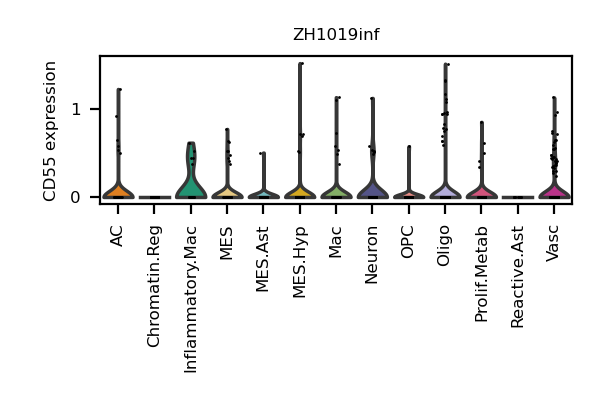 ZH1019inf
CD55 expression
1
0
AC
Chromatin.Reg
Inflammatory.Mac
MES
MES.Ast
MES.Hyp
Mac
Neuron
OPC
Oligo
Prolif.Metab
Reactive.Ast
Vasc